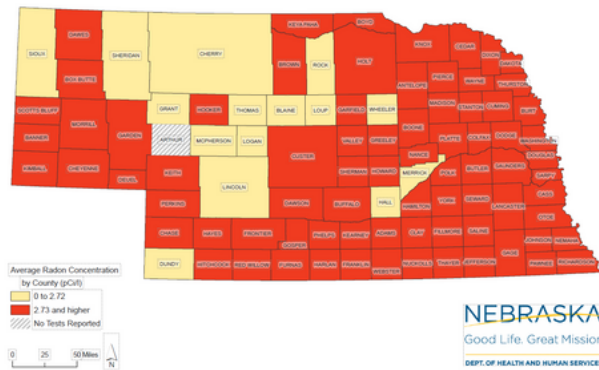 SIOUX
DAWES
SHERIDAN
CHERRY
KEYA PAHA
BOYD
BOX BUTTE
BROWN
ROCK
HOLT
KNOX
CEDAR
DIXON
DAKOTA
ANTELOPE
PIERCE
WAYNE
THURSTON
SCOTTS BLUFF
MORRILL
GRANT
HOOKER
THOMAS
BLAINE
LOUP
GARFIELD
WHEELER
MADISON
STANTON
CUMING
BURT
BANNER
GARDEN
ARTHUR
MCPHERSON
LOGAN
CUSTER
VALLEY
GREELEY
BOONE
PLATTE
COLFAX
DODGE
WASHINGTON
KIMBALL
CHEYENNE
DEUEL
KEITH
LINCOLN
SHERMAN
HOWARD
NANCE
MERRICK
POLK
BUTLER
SAUNDERS
DOUGLAS
SARPY
PERKINS
DAWSON
BUFFALO
HALL
HAMILTON
YORK
SEWARD
LANCASTER
CASS
OTOE
CHASE
HAYES
FRONTIER
GOSPER
PHELPS
KEARNEY
ADAMS
CLAY
FILLMORE
SALINE
GAGE
JOHNSON
NEMAHA
DUNDY
HITCHCOCK
RED WILLOW
FURNAS
HARLAN
FRANKLIN
WEBSTER
NUCKOLLS
THAYER
JEFFERSON
PAWNEE
RICHARDSON
Average Radon Concentration
by County (pCi/l)
0 to 2.72
2.73 and higher
No Tests Reported
0 25 50 Miles
N
NEBRASKA
Good Life. Great Mission
DEPT. OF HEALTH AND HUMAN SERVICES